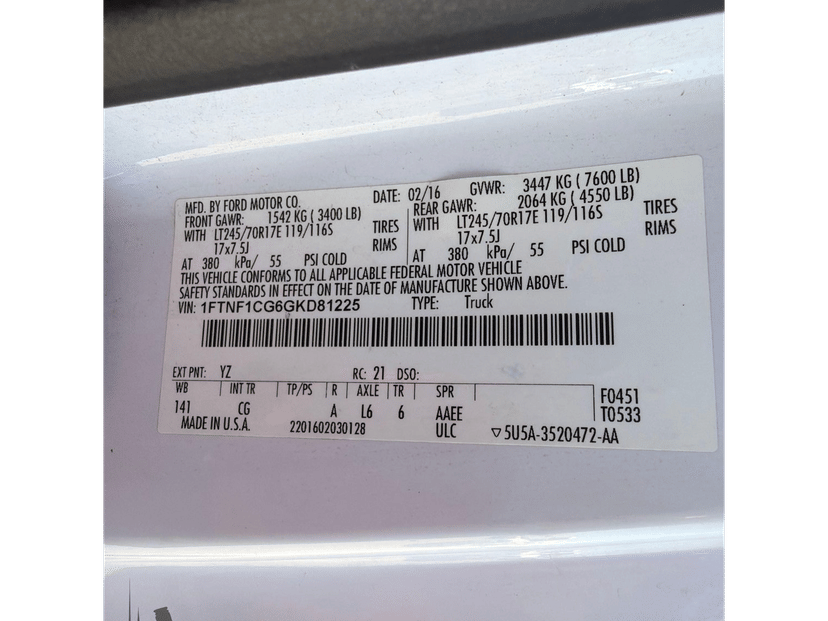 MFD. BY FORD MOTOR CO. DATE: 02/16 GVWR: 3447 KG ( 7600 LB)
FRONT GAWR: 1542 KG ( 3400 LB) REAR GAWR: 2064 KG ( 4550 LB)
WITH LT245/70R17E 119/116S TIRES WITH LT245/70R17E 119/116S TIRES
17x7.5J RIMS 17x7.5J RIMS
AT 380 kPa/ 55 PSI COLD AT 380 kPa/ 55 PSI COLD
THIS VEHICLE CONFORMS TO ALL APPLICABLE FEDERAL MOTOR VEHICLE
SAFETY STANDARDS IN EFFECT ON THE DATE OF MANUFACTURE SHOWN ABOVE.
VIN: 1FTNF1CG6GKD81225 TYPE: Truck
EXT PNT: YZ RC: 21 DSO:
WB INT TR TP/PS R AXLE TR SPR F0451
141 CG A L6 6 AAEE T0533
MADE IN U.S.A. 2201602030128 ULC ▽5U5A-3520472-AA